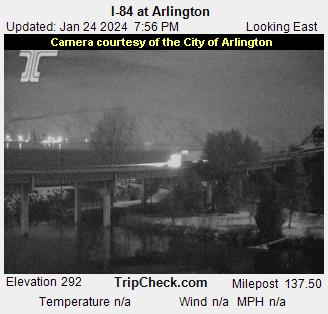 I-84 at Arlington
Updated: Jan 24 2024 7:56 PM Looking East
Camera courtesy of the City of Arlington
Elevation 292 TripCheck.com Milepost 137.50
Temperature n/a Wind n/a MPH n/a